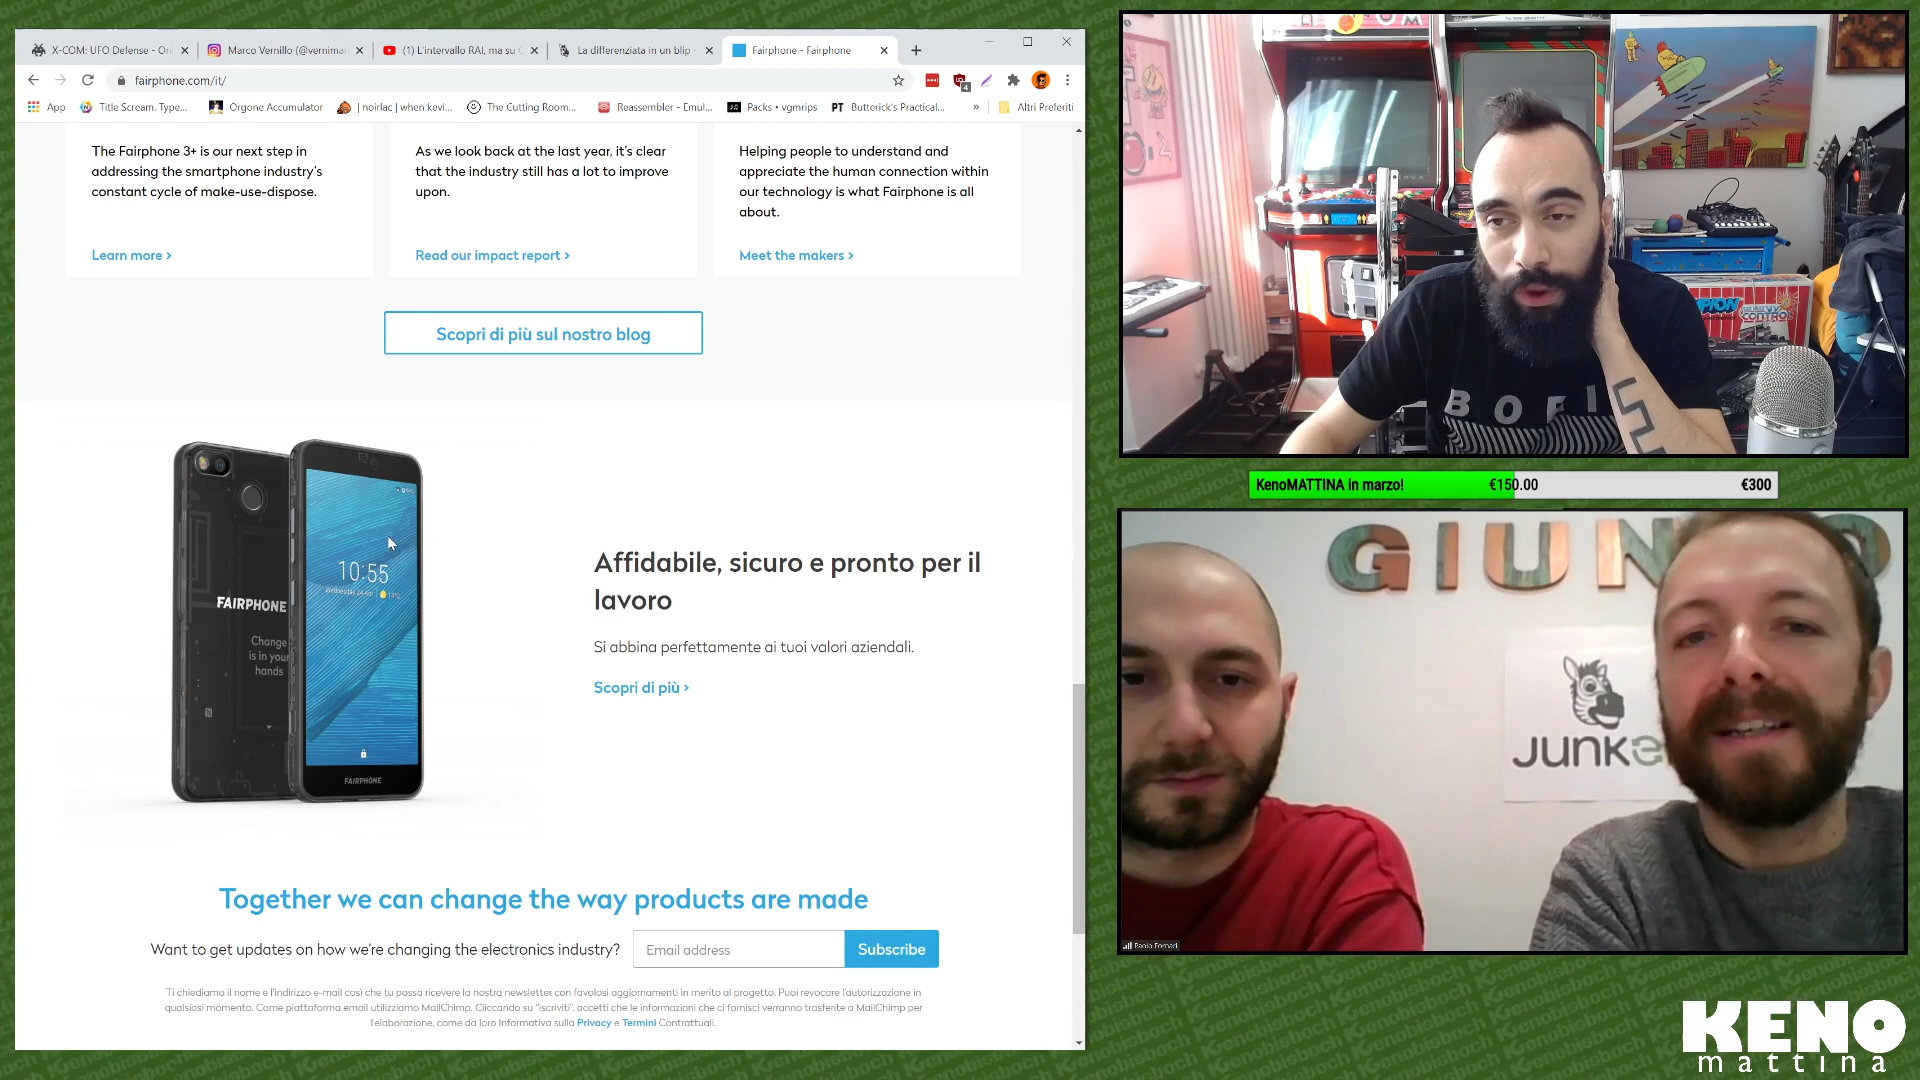 X-COM: UFO Defense - Ori
Marco Vernillo (@vernima
(1) L'intervallo RAI, ma su C
La differenziata in un blip -
Fairphone - Fairphone
fairphone.com/it/
App
Title Scream. Type...
Orgone Accumulator
| noirlac | when kevi...
The Cutting Room...
Reassembler - Emul...
Packs • vgmrips
PT Butterick's Practical...
»
Altri Preferiti
The Fairphone 3+ is our next step in
addressing the smartphone industry's
constant cycle of make-use-dispose.
Learn more >
As we look back at the last year, it's clear
that the industry still has a lot to improve
upon.
Read our impact report >
Helping people to understand and
appreciate the human connection within
our technology is what Fairphone is all
about.
Meet the makers >
Scopri di più sul nostro blog
FAIRPHONE
Change
is in your
hands
10:55
FAIRPHONE
Affidabile, sicuro e pronto per il
lavoro
Si abbina perfettamente ai tuoi valori aziendali.
Scopri di più >
Together we can change the way products are made
Want to get updates on how we're changing the electronics industry?
Email address
Subscribe
Ti chiediamo il nome e l'indirizzo e-mail così che tu possa ricevere la nostra newsletter con favolosi aggiornamenti in merito al progetto. Puoi revocare l'autorizzazione in
qualsiasi momento. Come piattaforma email utilizziamo MailChimp. Cliccando su "iscriviti", accetti che le informazioni che ci fornisci verranno trasferite a MailChimp per
l'elaborazione, come da loro Informativa sulla Privacy e Termini Contrattuali.
BOFI
KenoMATTINA in marzo!
€150.00
€300
GIUN
JUNKE
Paolo Fornari
KENO
mattina